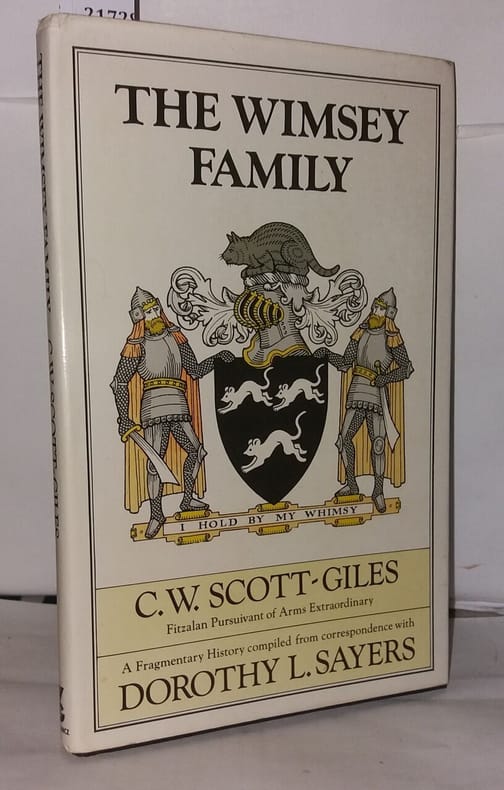 21729
THE WIMSEY
FAMILY
I HOLD BY MY WHIMSY
C.W. SCOTT-GILES
Fitzalan Pursuivant of Arms Extraordinary
A Fragmentary History compiled from correspondence with
DOROTHY L. SAYERS
THE WIMSEY FAMILY C.W. SCOTT-GILES